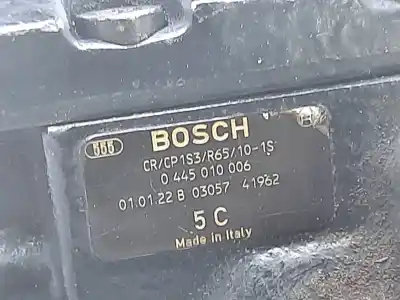 555
BOSCH
CR/CP1S3/R65/10-1S
0 445 010 006
01.01.22 B 03057 41962
5 C
Made in Italy